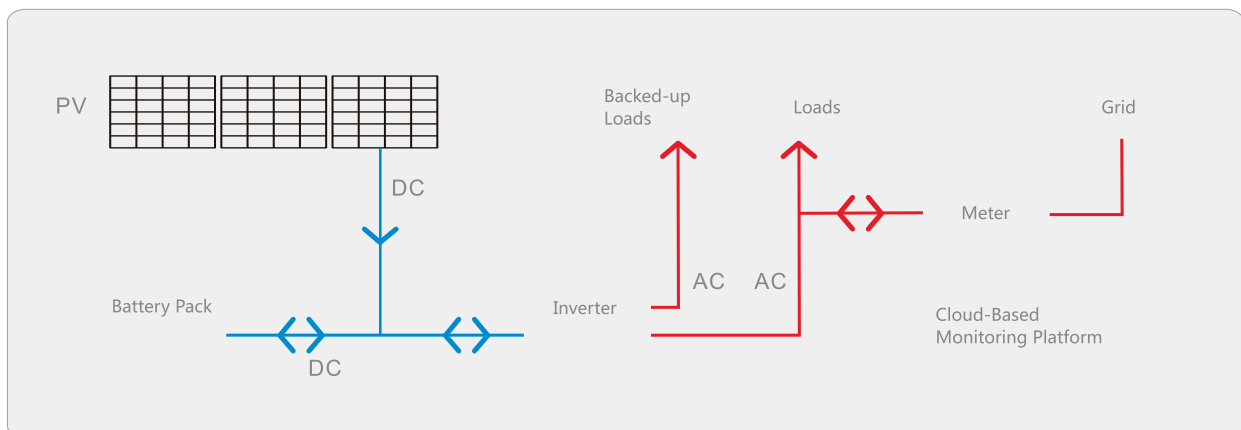 PV
Backed-up
Loads
Loads
Grid
DC
Meter
AC
AC
Battery Pack
Inverter
Cloud-Based
Monitoring Platform
DC